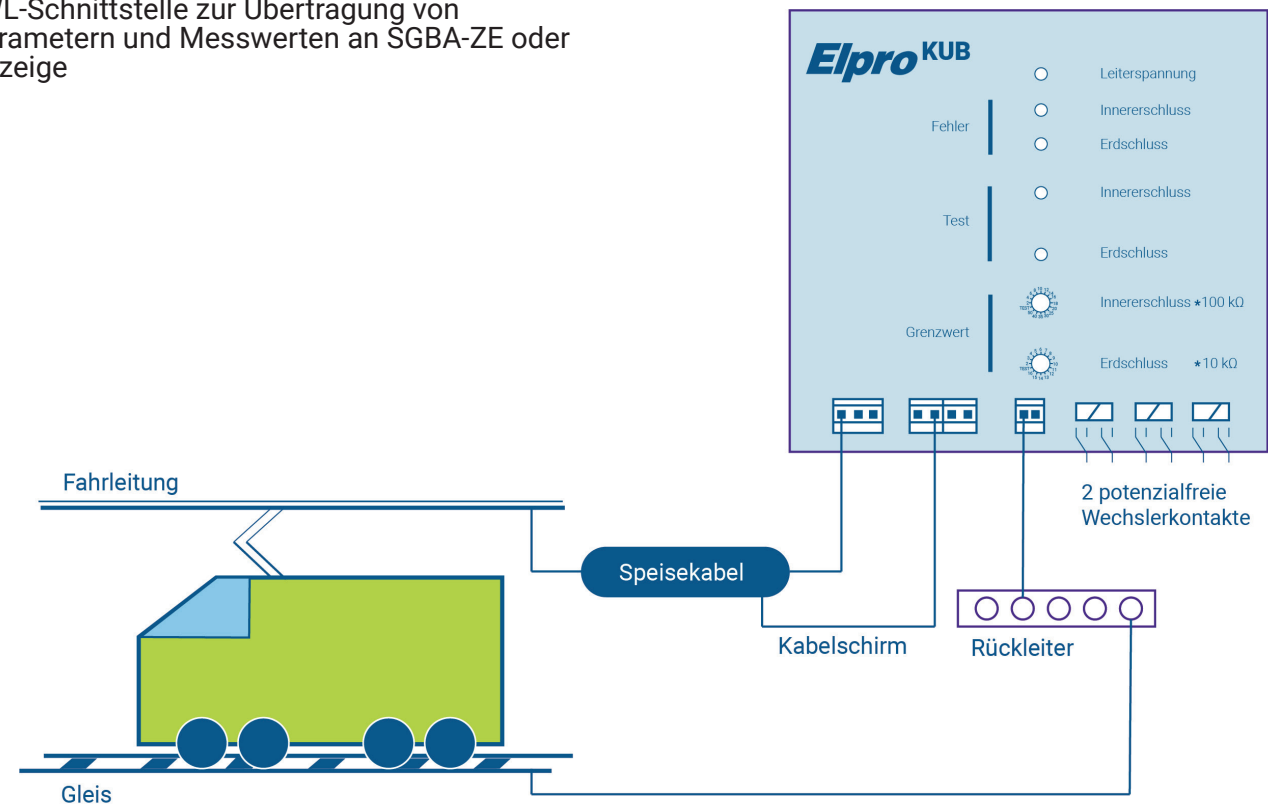 WL-Schnittstelle zur Übertragung von
rametern und Messwerten an SGBA-ZE oder
zeige
Elpro KUB
Leiterspannung
Fehler
Innererschluss
Erdschluss
Test
Innererschluss
Erdschluss
Grenzwert
Innererschluss *100 kΩ
Erdschluss *10 kΩ
2 potenzialfreie
Wechslerkontakte
Fahrleitung
Speisekabel
Kabelschirm
Rückleiter
Gleis